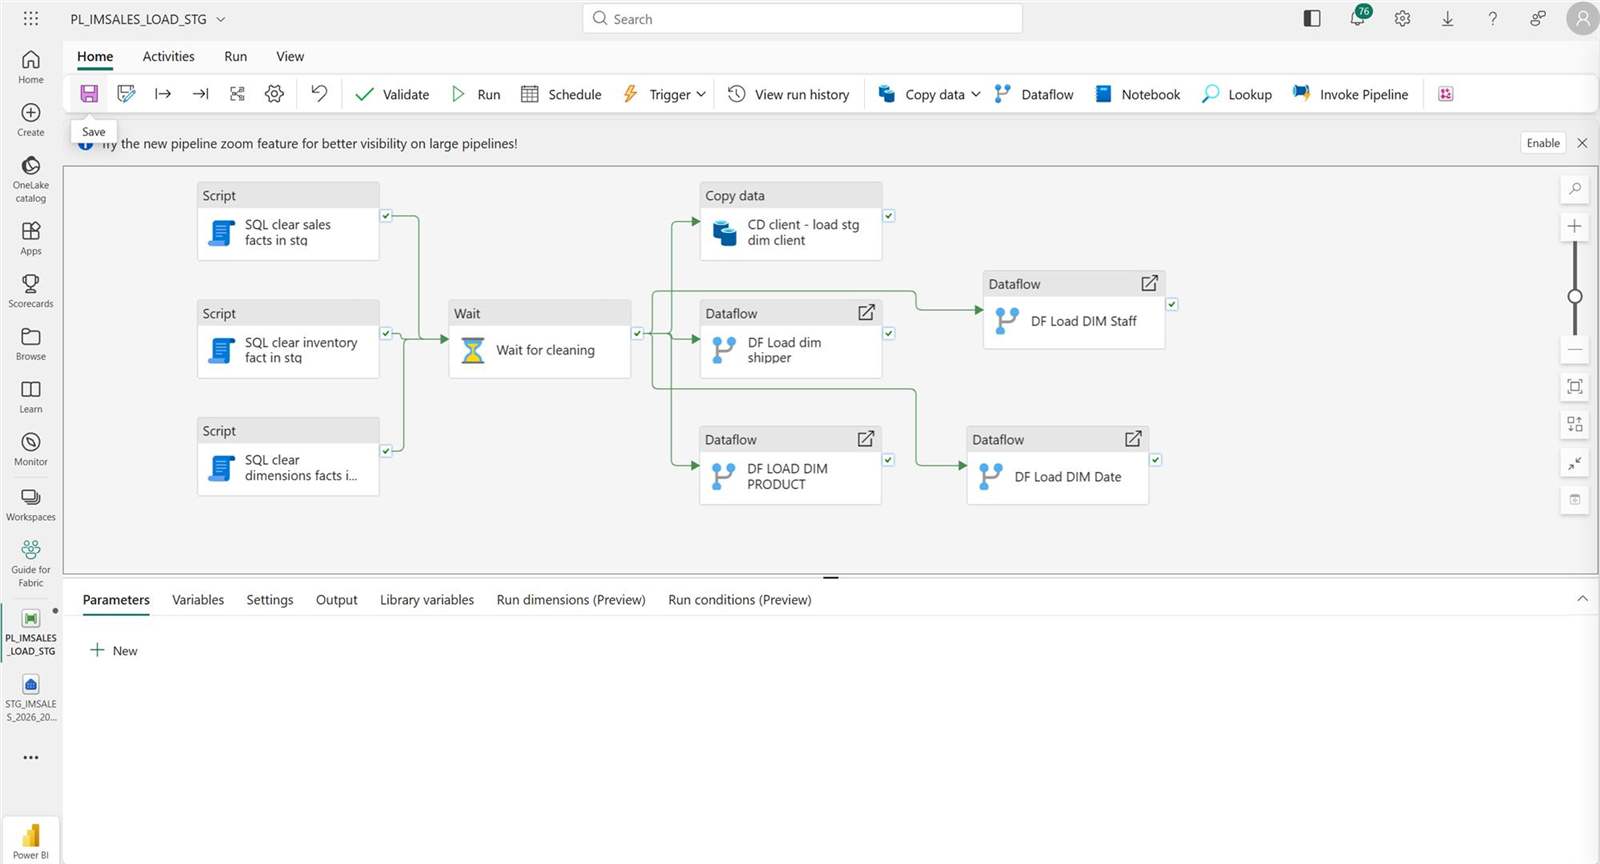 PL_IMSALES_LOAD_STG
Search
76
Home
Activities
Run
View
Validate
Run
Schedule
Trigger
View run history
Copy data
Dataflow
Notebook
Lookup
Invoke Pipeline
Save
Try the new pipeline zoom feature for better visibility on large pipelines!
Enable
Home
Create
OneLake
catalog
Apps
Scorecards
Browse
Learn
Monitor
Workspaces
Guide for
Fabric
PL_IMSALES
_LOAD_STG
STG_IMSALE
S_2026_20...
Power BI
Script
SQL clear sales
facts in stg
Script
SQL clear inventory
fact in stg
Script
SQL clear
dimensions facts i...
Wait
Wait for cleaning
Copy data
CD client - load stg
dim client
Dataflow
DF Load dim
shipper
Dataflow
DF LOAD DIM
PRODUCT
Dataflow
DF Load DIM Staff
Dataflow
DF Load DIM Date
Parameters
Variables
Settings
Output
Library variables
Run dimensions (Preview)
Run conditions (Preview)
New